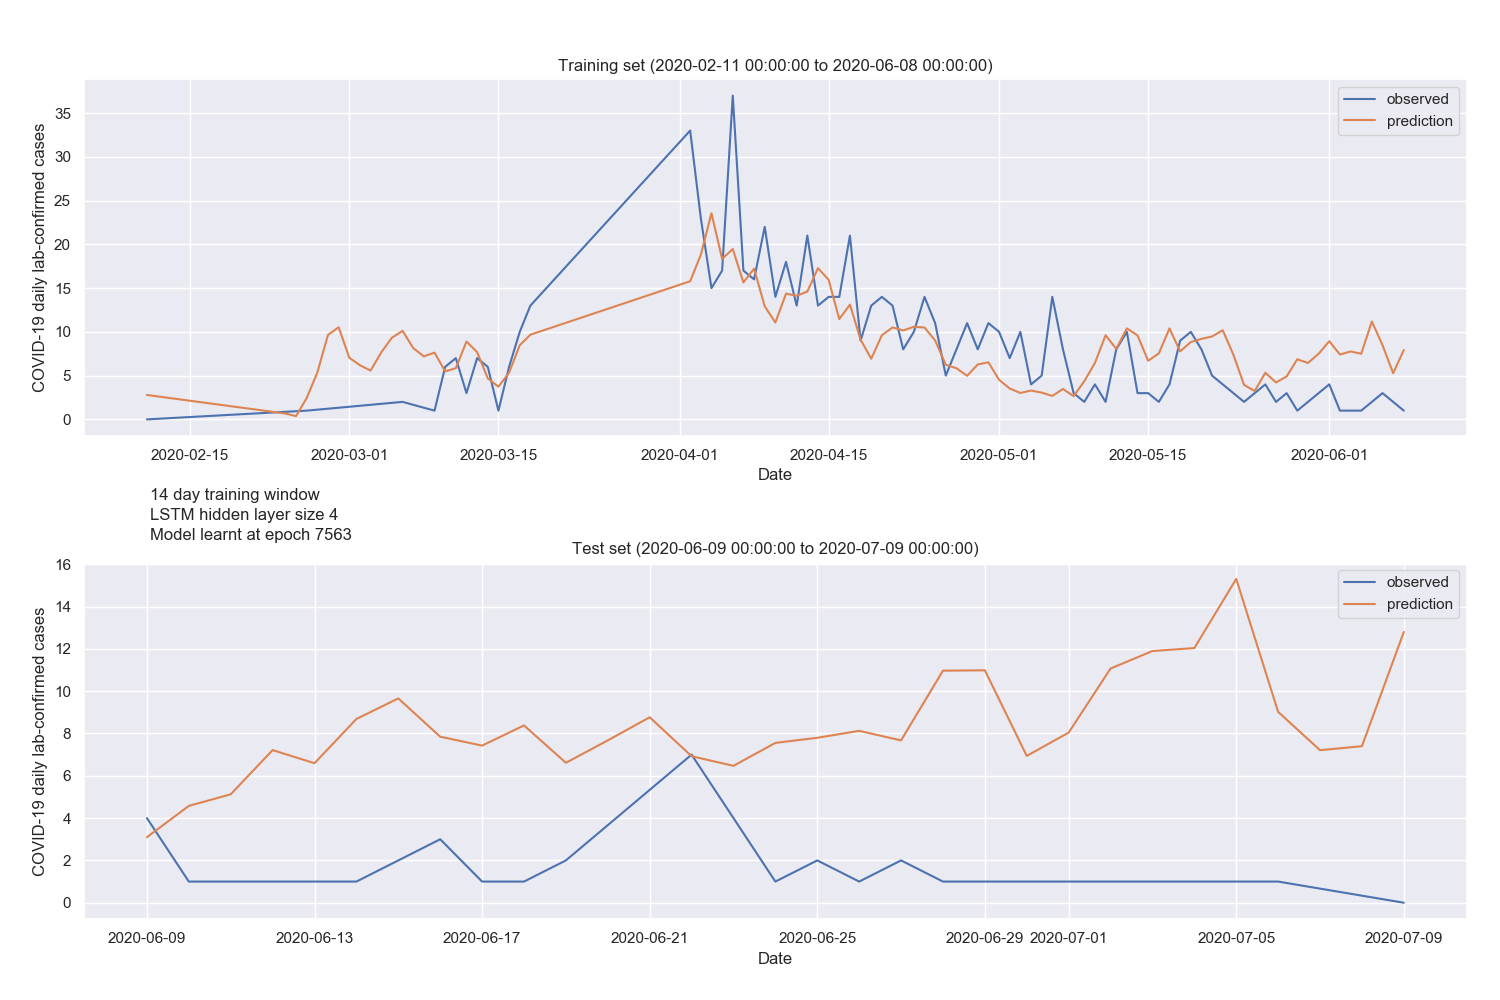 Training set (2020-02-11 00:00:00 to 2020-06-08 00:00:00)
observed
prediction
COVID-19 daily lab-confirmed cases
35
30
25
20
15
10
5
0
2020-02-15 2020-03-01 2020-03-15 2020-04-01 2020-04-15 2020-05-01 2020-05-15 2020-06-01
Date
14 day training window
LSTM hidden layer size 4
Model learnt at epoch 7563
Test set (2020-06-09 00:00:00 to 2020-07-09 00:00:00)
observed
prediction
COVID-19 daily lab-confirmed cases
16
14
12
10
8
6
4
2
0
2020-06-09 2020-06-13 2020-06-17 2020-06-21 2020-06-25 2020-06-29 2020-07-01 2020-07-05 2020-07-09
Date